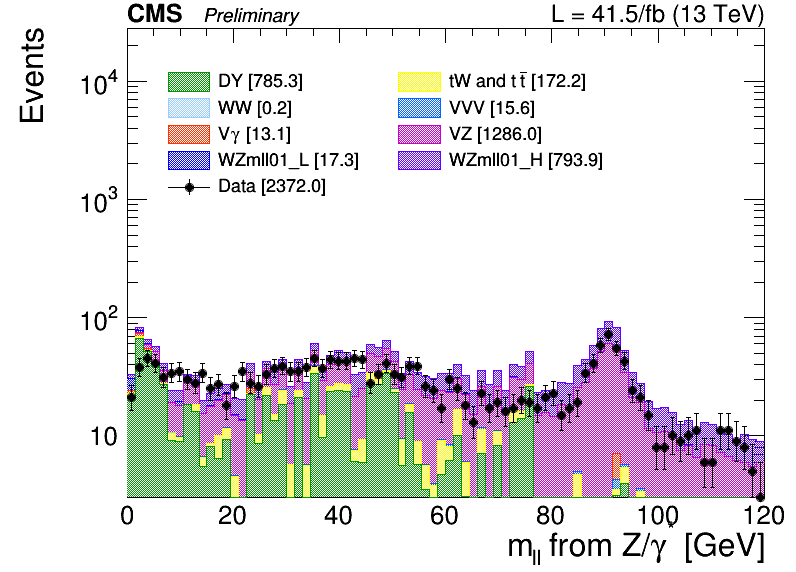 CMS Preliminary L = 41.5/fb (13 TeV)
Events
10⁴
10³
10²
10
DY [785.3]
tW and tt̅ [172.2]
WW [0.2]
VVV [15.6]
Vγ [13.1]
VZ [1286.0]
WZmll01_L [17.3]
WZmll01_H [793.9]
Data [2372.0]
0 20 40 60 80 100 120
m_ll from Z/γ* [GeV]